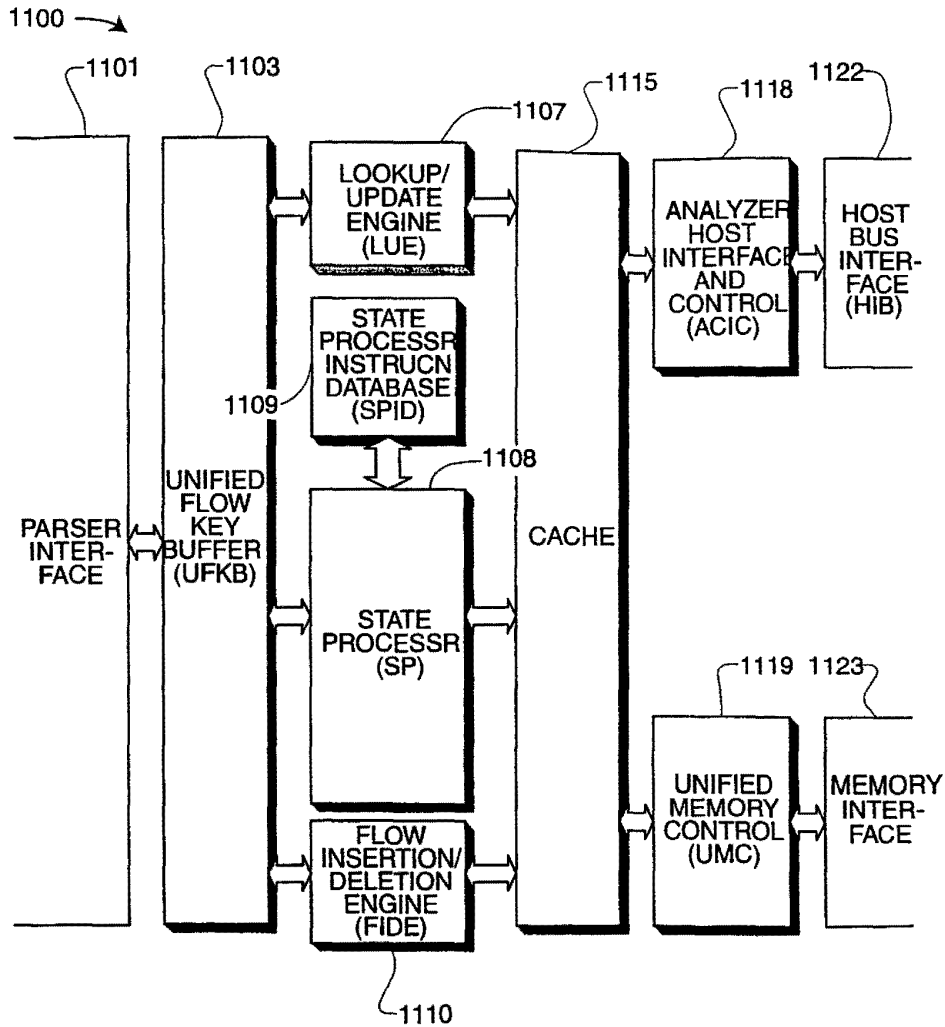 1100
1101
1103
1107
1115
1118
1122
LOOKUP/
UPDATE
ENGINE
(LUE)
ANALYZER
HOST
INTERFACE
AND
CONTROL
(ACIC)
HOST
BUS
INTER-
FACE
(HIB)
STATE
PROCESSR
INSTRUCN
DATABASE
(SPID)
1109
1108
UNIFIED
FLOW
KEY
BUFFER
(UFKB)
PARSER
INTER-
FACE
CACHE
STATE
PROCESSR
(SP)
1119
1123
UNIFIED
MEMORY
CONTROL
(UMC)
MEMORY
INTER-
FACE
FLOW
INSERTION/
DELETION
ENGINE
(FIDE)
1110